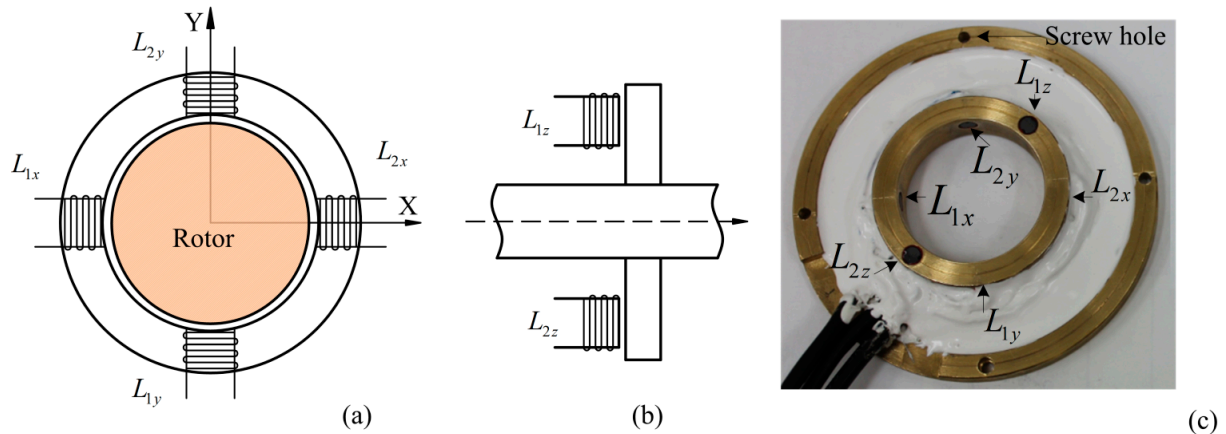 Y
L2y
L1x
L2x
X
Rotor
L1y
(a)
L1z
L2z
(b)
Screw hole
L1z
L2y
L2x
L1x
L2z
L1y
(c)